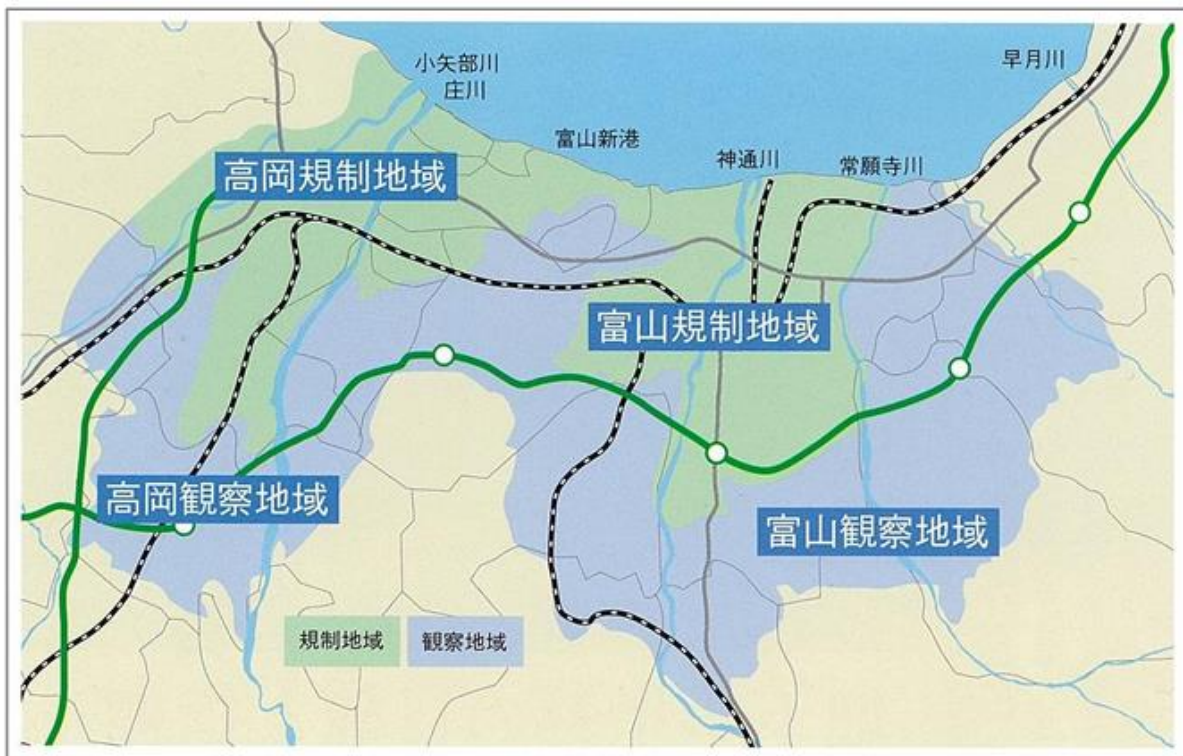 小矢部川
庄川
早月川
富山新港
神通川
常願寺川
高岡規制地域
富山規制地域
高岡観察地域
富山観察地域
規制地域
観察地域